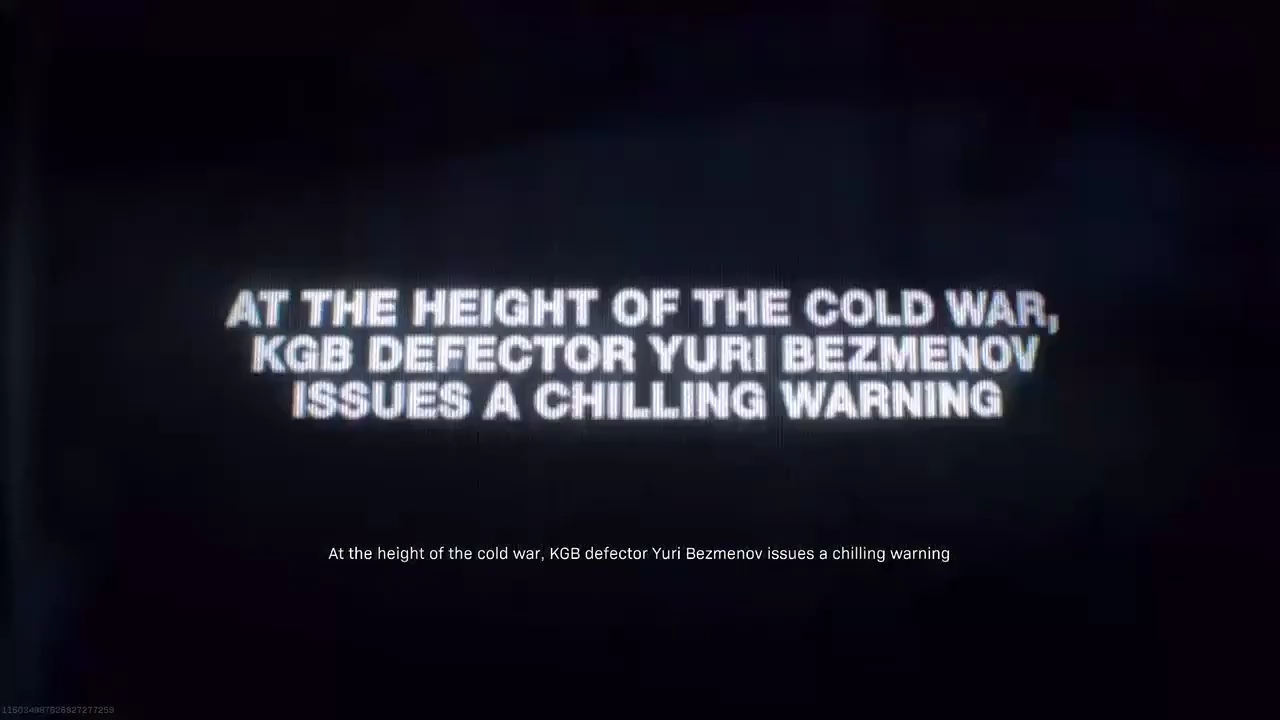 AT THE HEIGHT OF THE COLD WAR,
KGB DEFECTOR YURI BEZMENOV
ISSUES A CHILLING WARNING
At the height of the cold war, KGB defector Yuri Bezmenov issues a chilling warning